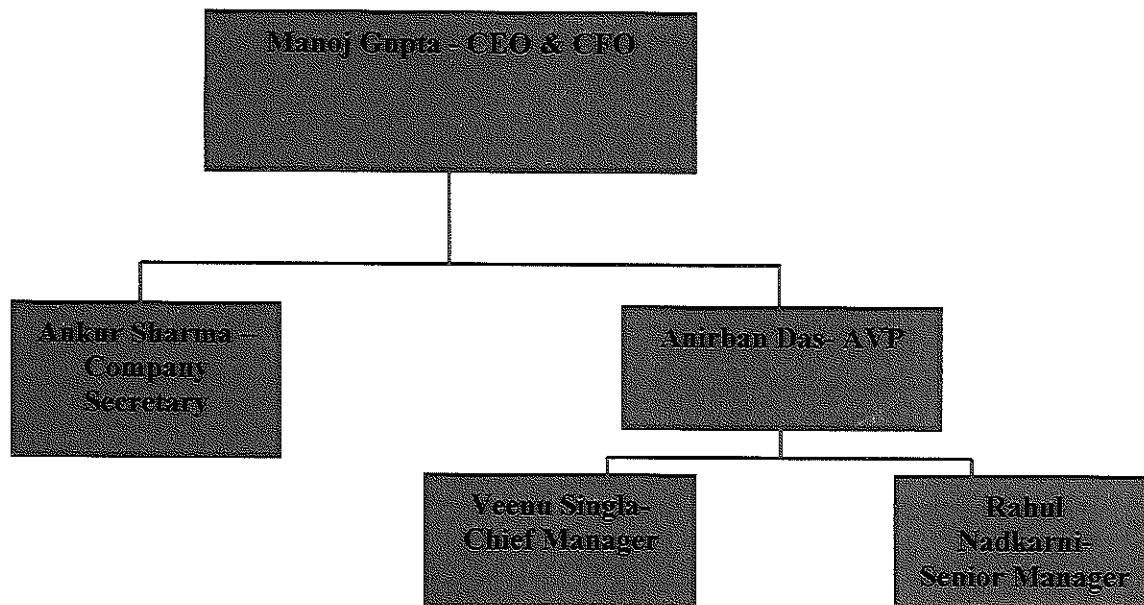 Manoj Gupta - CEO & CFO
Ankur Sharma –
Company
Secretary
Anirban Das- AVP
Veenu Singla-
Chief Manager
Rahul
Nadkarni-
Senior Manager